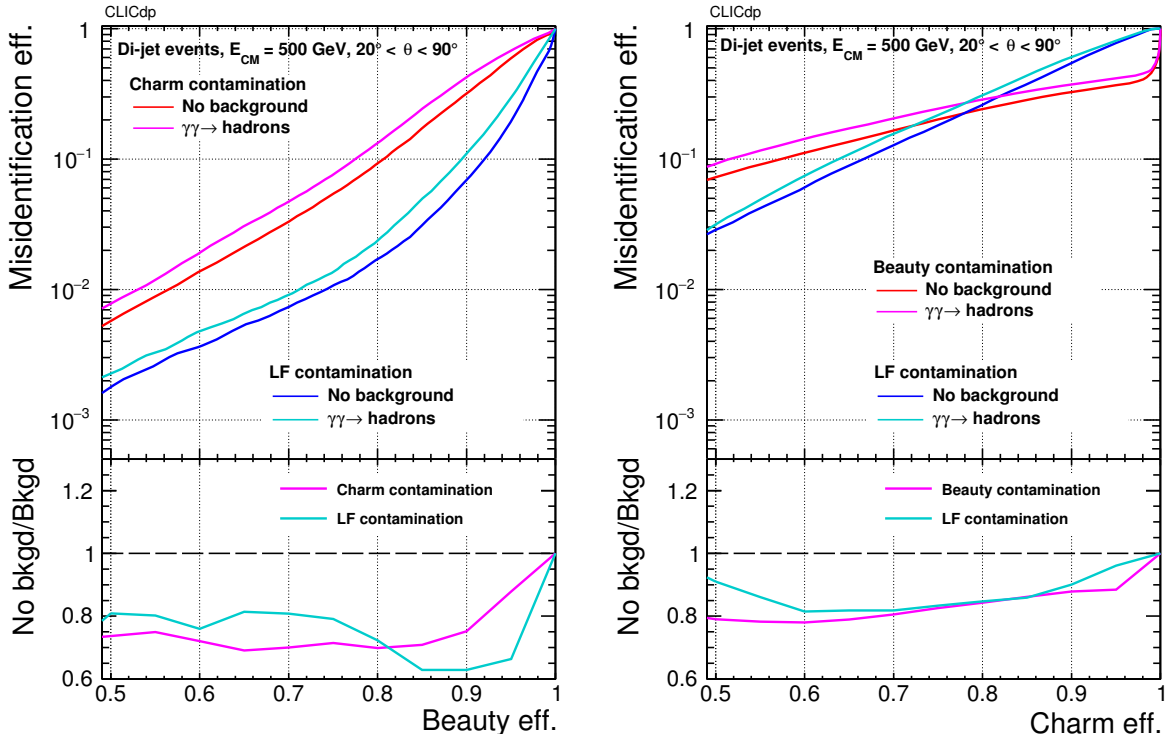 CLICdp
Di-jet events, E_CM = 500 GeV, 20° < θ < 90°
Charm contamination
No background
γγ→ hadrons
LF contamination
No background
γγ→ hadrons
Misidentification eff.
1
10⁻¹
10⁻²
10⁻³
Charm contamination
LF contamination
No bkgd/Bkgd
1.2
1
0.8
0.6
0.5 0.6 0.7 0.8 0.9 1
Beauty eff.
CLICdp
Di-jet events, E_CM = 500 GeV, 20° < θ < 90°
Beauty contamination
No background
γγ→ hadrons
LF contamination
No background
γγ→ hadrons
Misidentification eff.
1
10⁻¹
10⁻²
10⁻³
Beauty contamination
LF contamination
No bkgd/Bkgd
1.2
1
0.8
0.6
0.5 0.6 0.7 0.8 0.9 1
Charm eff.